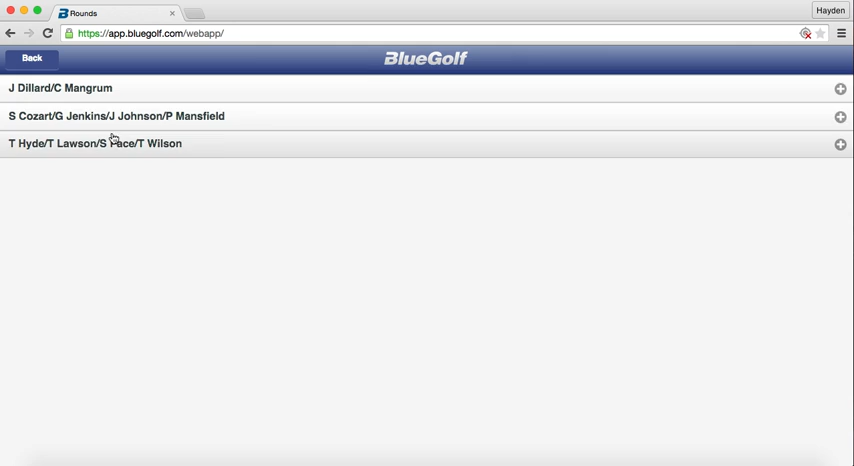 Rounds
Hayden
https://app.bluegolf.com/webapp/
Back
BlueGolf
J Dillard/C Mangrum
S Cozart/G Jenkins/J Johnson/P Mansfield
T Hyde/T Lawson/S Pace/T Wilson